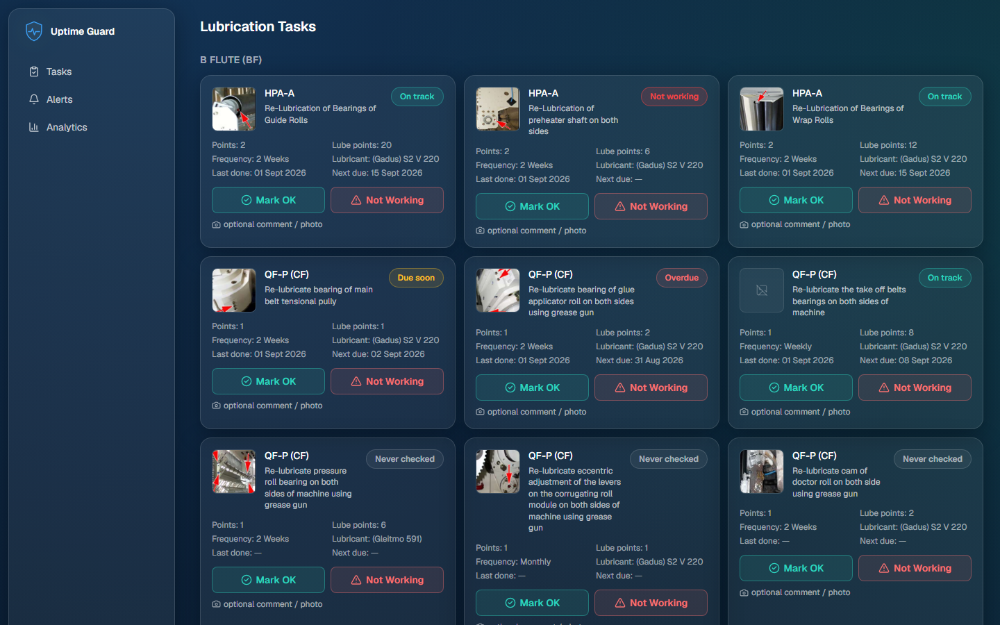 Uptime Guard
Tasks
Alerts
Analytics
Lubrication Tasks
B FLUTE (BF)
HPA-A
On track
Re-Lubrication of Bearings of
Guide Rolls
Points: 2
Lube points: 20
Frequency: 2 Weeks
Lubricant: (Gadus) S2 V 220
Last done: 01 Sept 2026
Next due: 15 Sept 2026
Mark OK
Not Working
optional comment / photo
HPA-A
Not working
Re-Lubrication of
preheater shaft on both
sides
Points: 2
Lube points: 6
Frequency: 2 Weeks
Lubricant: (Gadus) S2 V 220
Last done: 01 Sept 2026
Next due: —
Mark OK
Not Working
optional comment / photo
HPA-A
On track
Re-Lubrication of Bearings of
Wrap Rolls
Points: 2
Lube points: 12
Frequency: 2 Weeks
Lubricant: (Gadus) S2 V 220
Last done: 01 Sept 2026
Next due: 15 Sept 2026
Mark OK
Not Working
optional comment / photo
QF-P (CF)
Due soon
Re-lubricate bearing of main
belt tensional pully
Points: 1
Lube points: 1
Frequency: 2 Weeks
Lubricant: (Gadus) S2 V 220
Last done: 01 Sept 2026
Next due: 02 Sept 2026
Mark OK
Not Working
optional comment / photo
QF-P (CF)
Overdue
Re-lubricate bearing of glue
applicator roll on both sides
using grease gun
Points: 1
Lube points: 2
Frequency: 2 Weeks
Lubricant: (Gadus) S2 V 220
Last done: 01 Sept 2026
Next due: 31 Aug 2026
Mark OK
Not Working
optional comment / photo
QF-P (CF)
On track
Re-lubricate the take off belts
bearings on both sides of
machine
Points: 1
Lube points: 8
Frequency: Weekly
Lubricant: (Gadus) S2 V 220
Last done: 01 Sept 2026
Next due: 08 Sept 2026
Mark OK
Not Working
optional comment / photo
QF-P (CF)
Never checked
Re-lubricate pressure
roll bearing on both
sides of machine using
grease gun
Points: 1
Lube points: 6
Frequency: 2 Weeks
Lubricant: (Gleitmo 591)
Last done: —
Next due: —
Mark OK
Not Working
optional comment / photo
QF-P (CF)
Never checked
Re-lubricate eccentric
adjustment of the levers
on the corrugating roll
module on both sides of
machine using grease
gun
Points: 1
Lube points: 1
Frequency: Monthly
Lubricant: (Gadus) S2 V 220
Last done: —
Next due: —
Mark OK
Not Working
QF-P (CF)
Never checked
Re-lubricate cam of
doctor roll on both side
using grease gun
Points: 1
Lube points: 2
Frequency: 2 Weeks
Lubricant: (Gadus) S2 V 220
Last done: —
Next due: —
Mark OK
Not Working
optional comment / photo